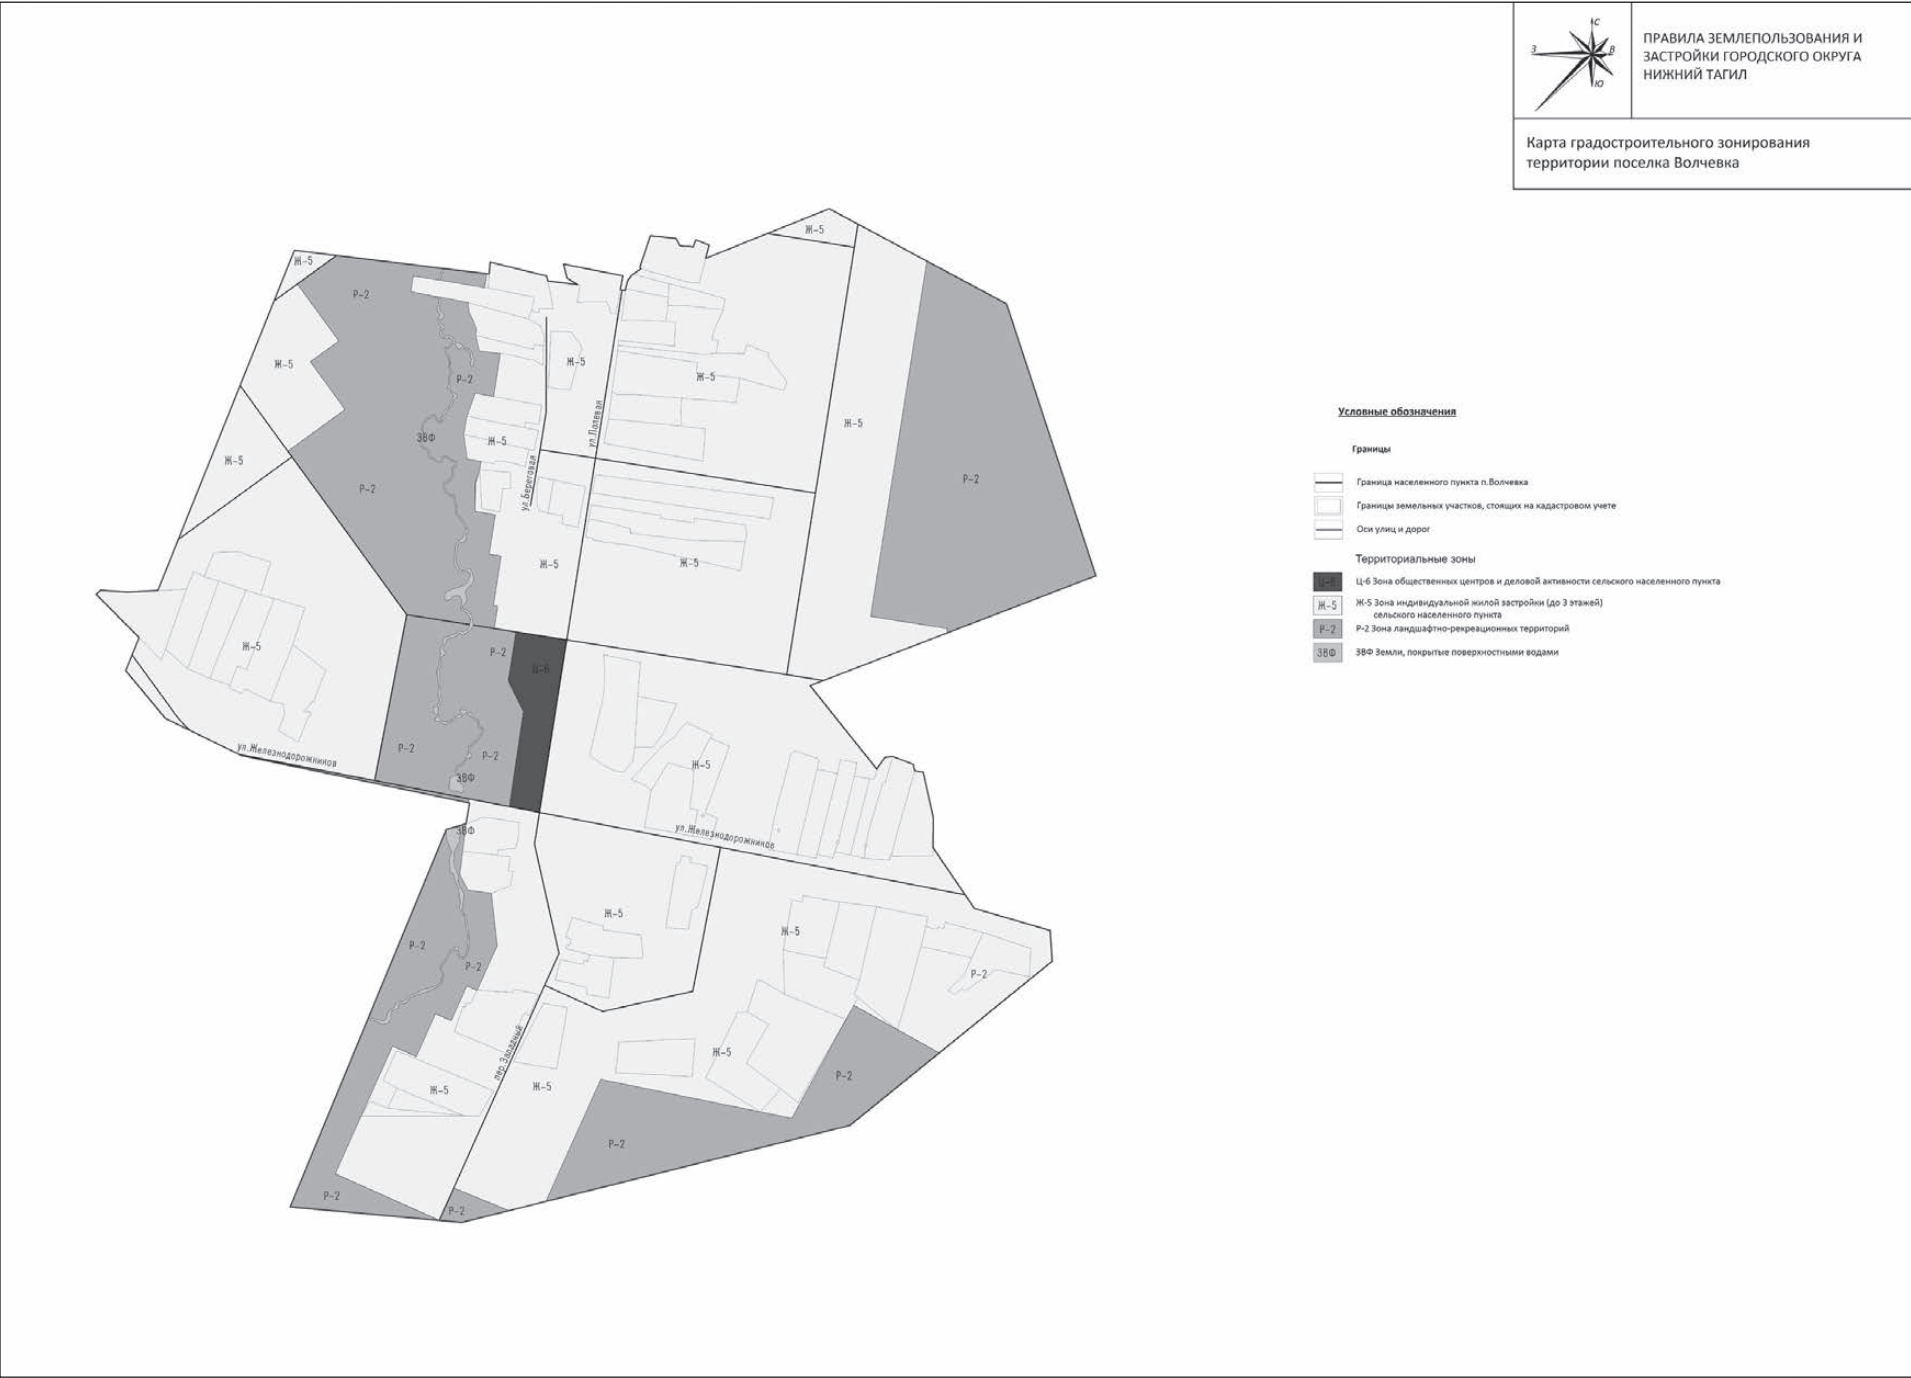 С
З
В
Ю
ПРАВИЛА ЗЕМЛЕПОЛЬЗОВАНИЯ И
ЗАСТРОЙКИ ГОРОДСКОГО ОКРУГА
НИЖНИЙ ТАГИЛ
Карта градостроительного зонирования
территории поселка Волчевка
Ж-5
Ж-5
Р-2
Ж-5
Ж-5
Р-2
Ж-5
ул.Полевая
Ж-5
ЗВФ
Ж-5
Ж-5
Ж-5
Р-2
Р-2
ул.Береговая
Ж-5
Ж-5
Ж-5
Р-2
Ц-6
Р-2
Р-2
ул.Железнодорожников
Ж-5
ЗВФ
ЗВФ
ул.Железнодорожников
Ж-5
Ж-5
Р-2
Р-2
Р-2
пер.Западный
Ж-5
Р-2
Ж-5
Ж-5
Р-2
Р-2
Р-2
Условные обозначения
Границы
Граница населенного пункта п.Волчевка
Границы земельных участков, стоящих на кадастровом учете
Оси улиц и дорог
Территориальные зоны
Ц-6 Ц-6 Зона общественных центров и деловой активности сельского населенного пункта
Ж-5 Ж-5 Зона индивидуальной жилой застройки (до 3 этажей)
сельского населенного пункта
Р-2 Р-2 Зона ландшафтно-рекреационных территорий
ЗВФ ЗВФ Земли, покрытые поверхностными водами